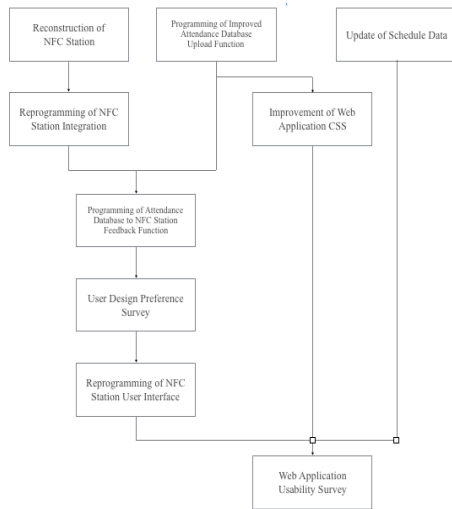 Reconstruction of
NFC Station
Programming of Improved
Attendance Database
Upload Function
Update of Schedule Data
Reprogramming of NFC
Station Integration
Improvement of Web
Application CSS
Programming of Attendance
Database to NFC Station
Feedback Function
User Design Preference
Survey
Reprogramming of NFC
Station User Interface
Web Application
Usability Survey